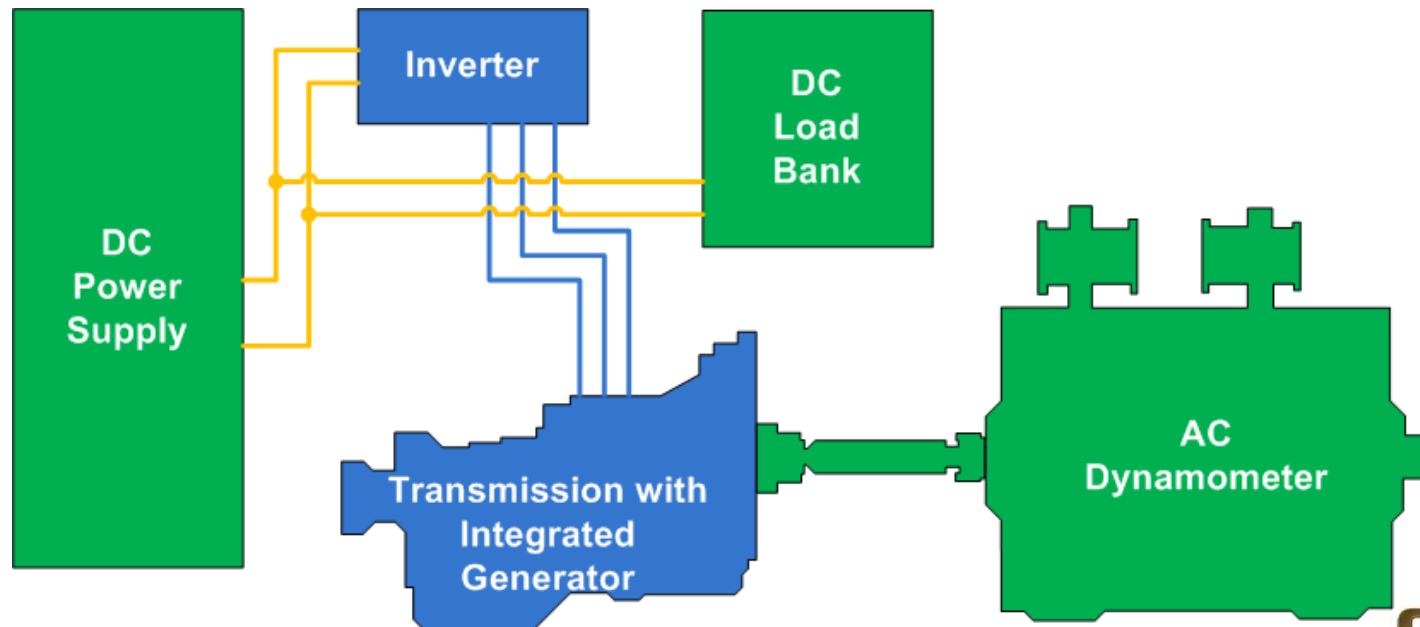 Inverter
DC
Load
Bank
DC
Power
Supply
AC
Dynamometer
Transmission with
Integrated
Generator